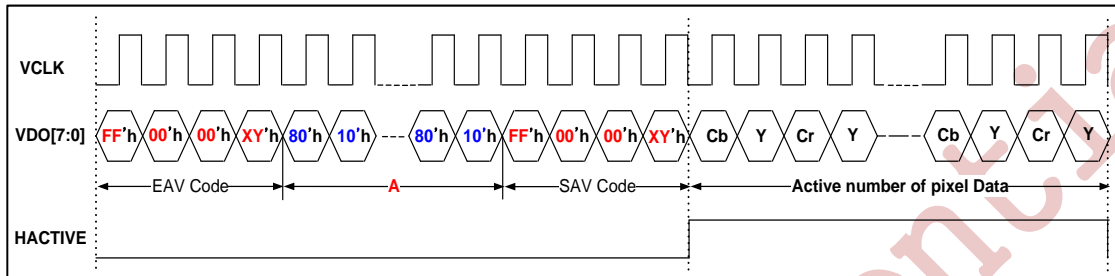 VCLK
VDO[7:0] FF'h 00'h 00'h XY'h 80'h 10'h 80'h 10'h FF'h 00'h 00'h XY'h Cb Y Cr Y Cb Y Cr Y
EAV Code A SAV Code Active number of pixel Data
HACTIVE